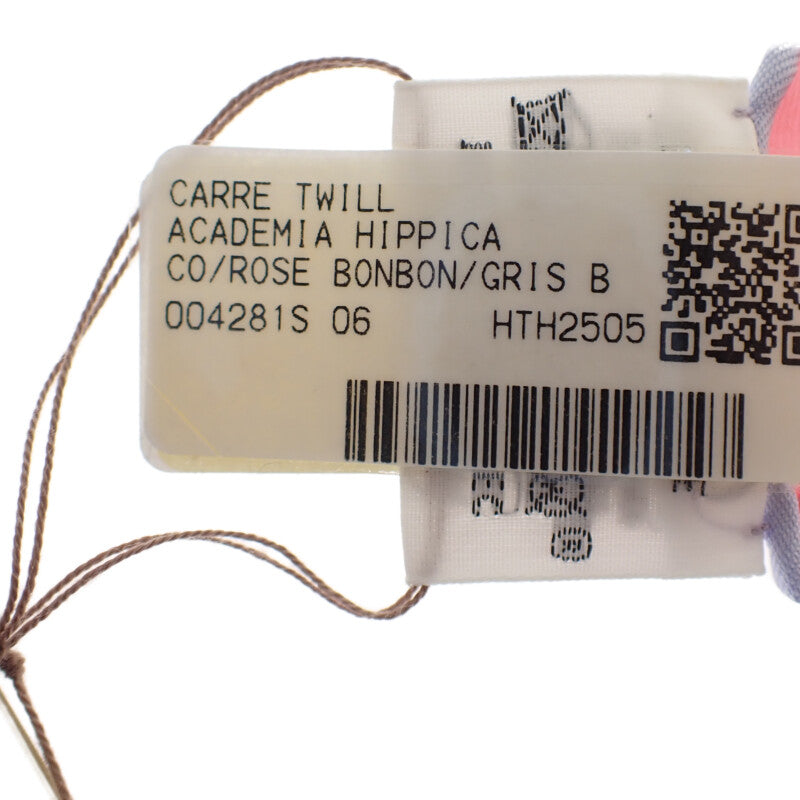 CARRE TWILL
ACADEMIA HIPPICA
CO/ROSE BONBON/GRIS B
004281S 06 HTH2505